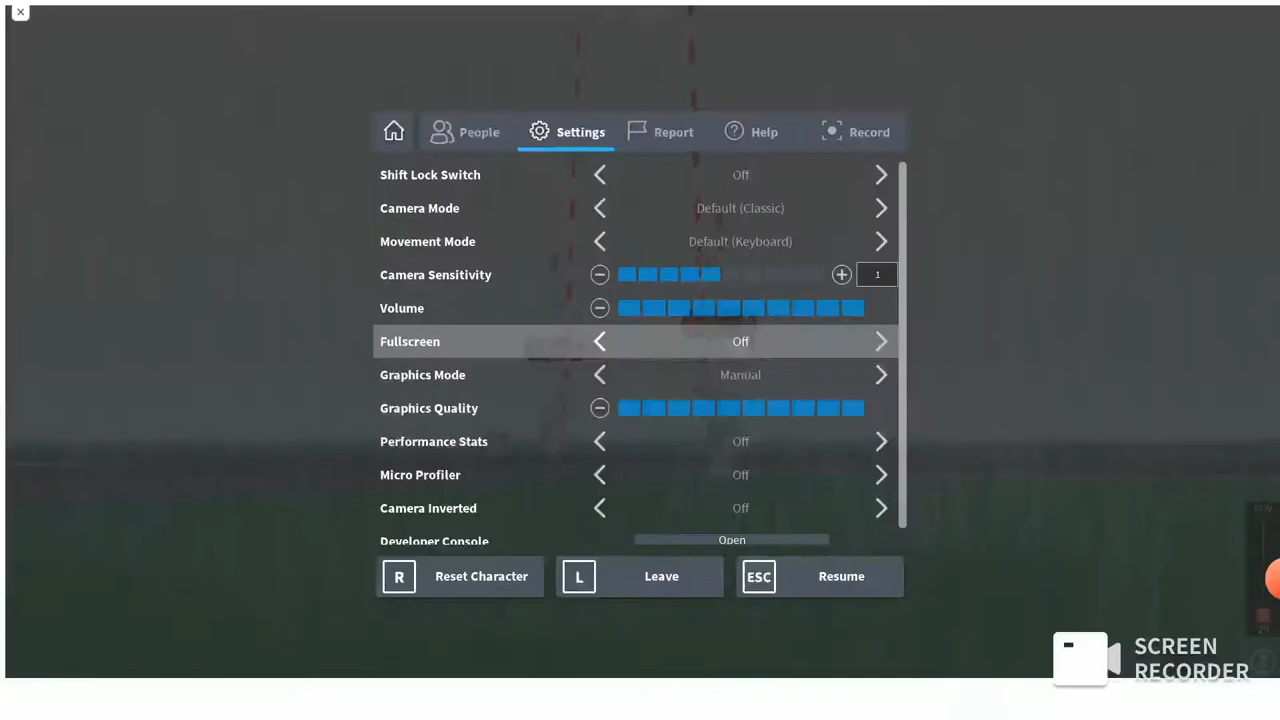 People
Settings
Report
Help
Record
Shift Lock Switch
Off
Camera Mode
Default (Classic)
Movement Mode
Default (Keyboard)
Camera Sensitivity
1
Volume
Fullscreen
Off
Graphics Mode
Manual
Graphics Quality
Performance Stats
Off
Micro Profiler
Off
Camera Inverted
Off
Developer Console
Open
R Reset Character
L Leave
ESC Resume
SCREEN
RECORDER